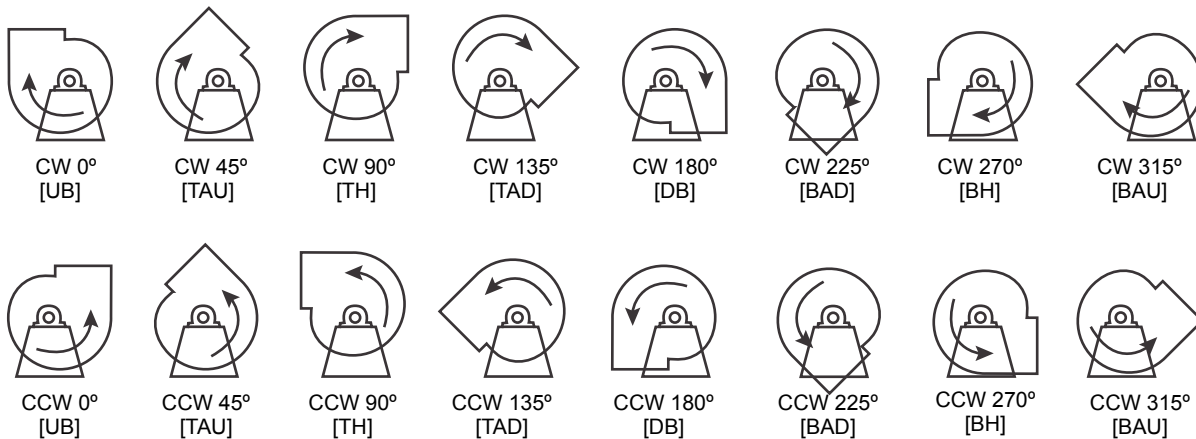 CW 0º CW 45º CW 90º CW 135º CW 180º CW 225º CW 270º CW 315º
[UB] [TAU] [TH] [TAD] [DB] [BAD] [BH] [BAU]
CCW 0º CCW 45º CCW 90º CCW 135º CCW 180º CCW 225º CCW 270º CCW 315º
[UB] [TAU] [TH] [TAD] [DB] [BAD] [BH] [BAU]